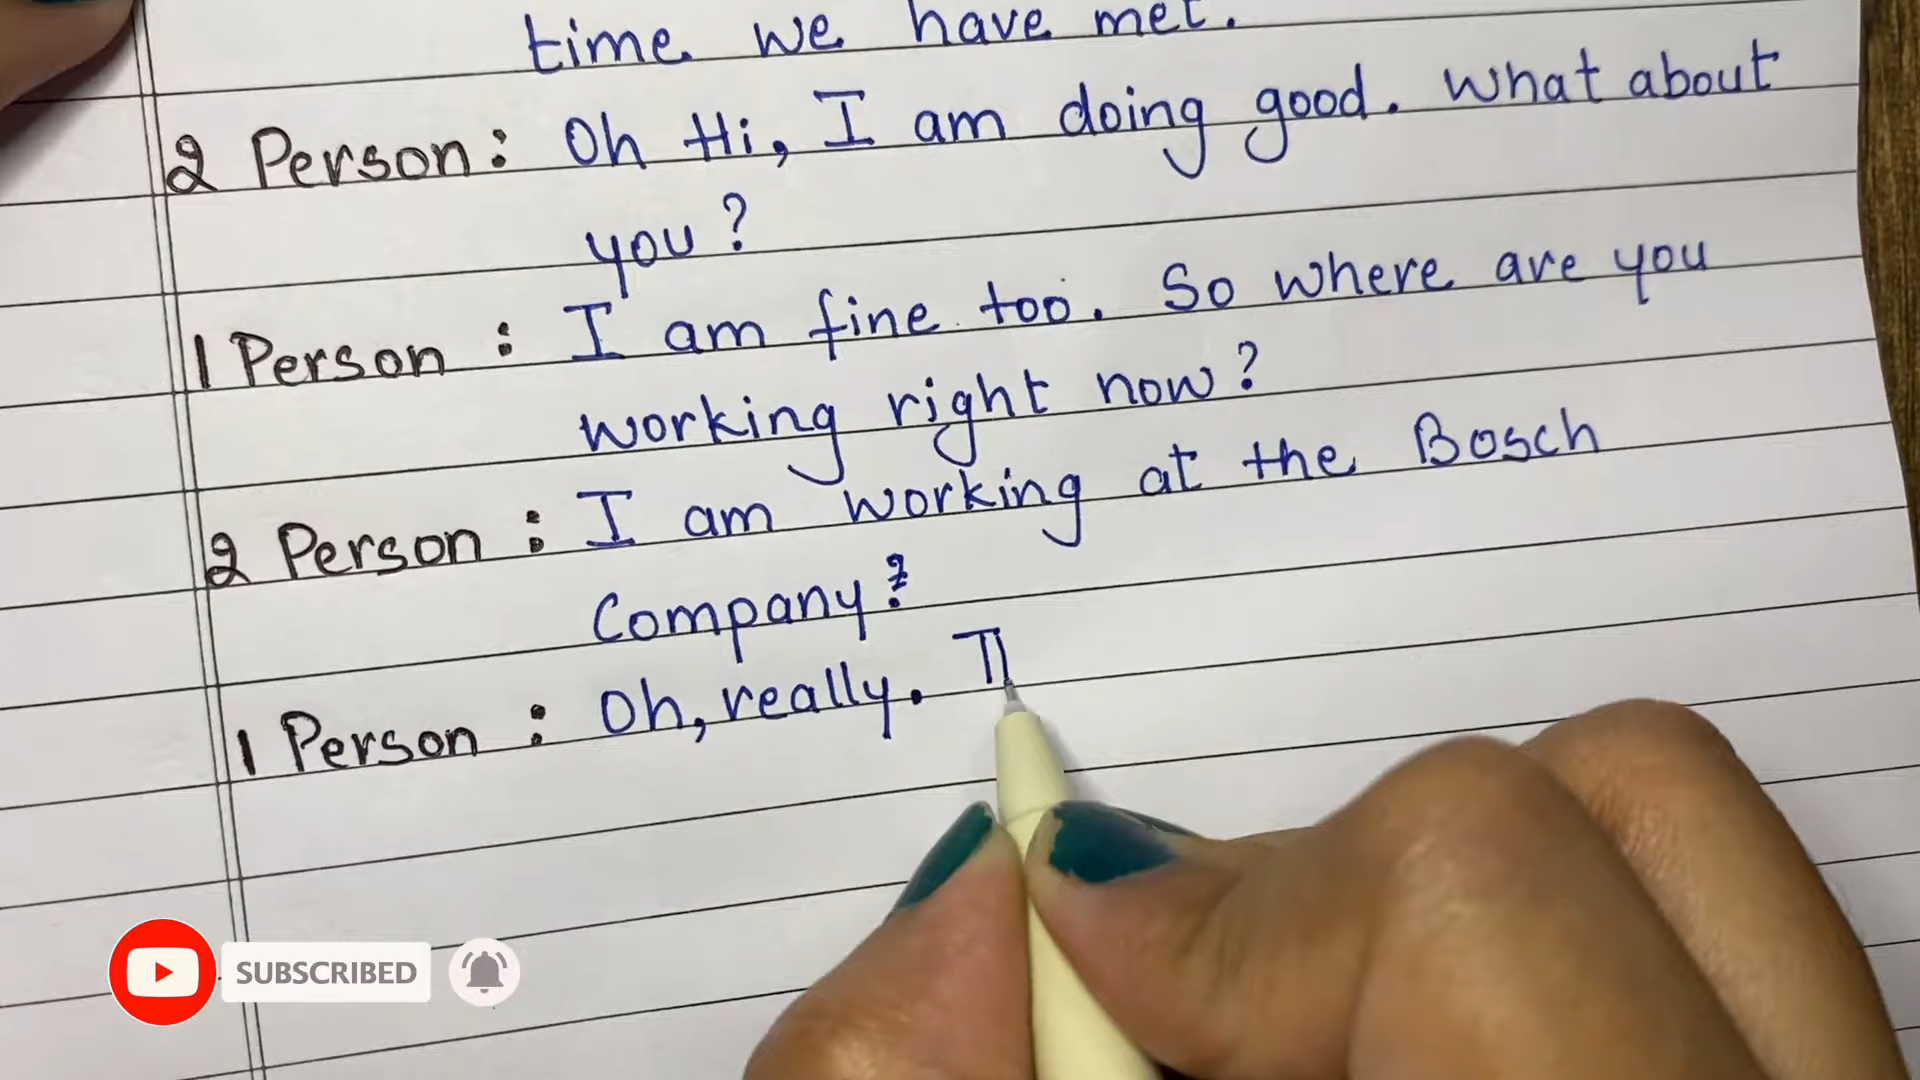 time we have met.
2 Person: Oh Hi, I am doing good. What about
you?
1 Person: I am fine too. So where are you
working right now?
2 Person: I am working at the Bosch
Company?
1 Person: Oh, really.
SUBSCRIBED